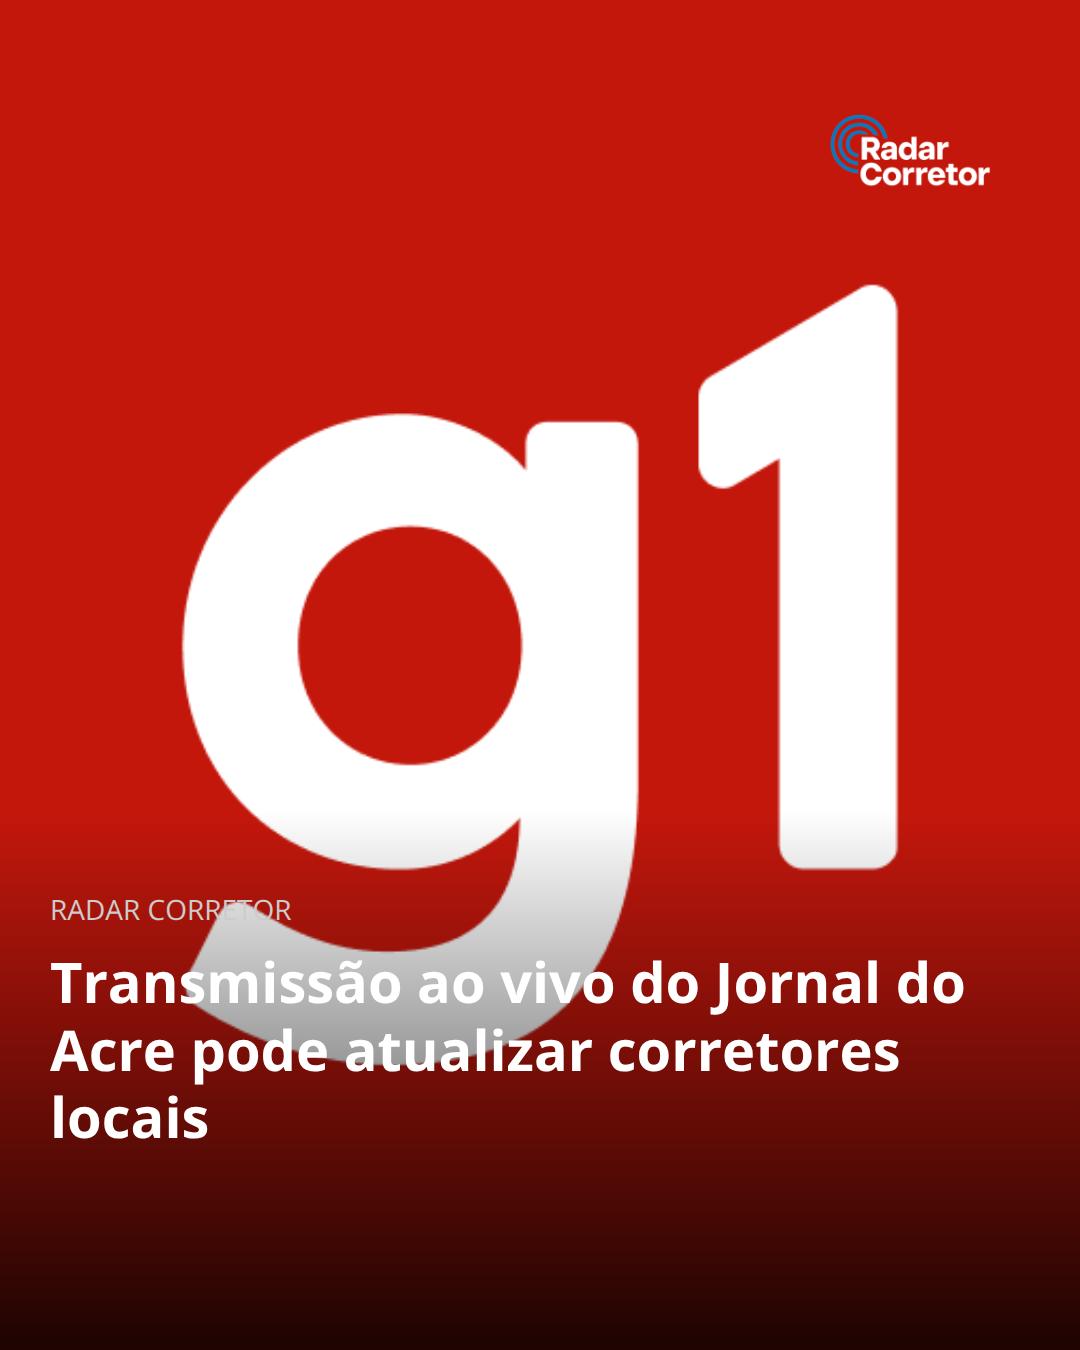 Radar
Corretor
g1
RADAR CORRETOR
Transmissão ao vivo do Jornal do
Acre pode atualizar corretores
locais